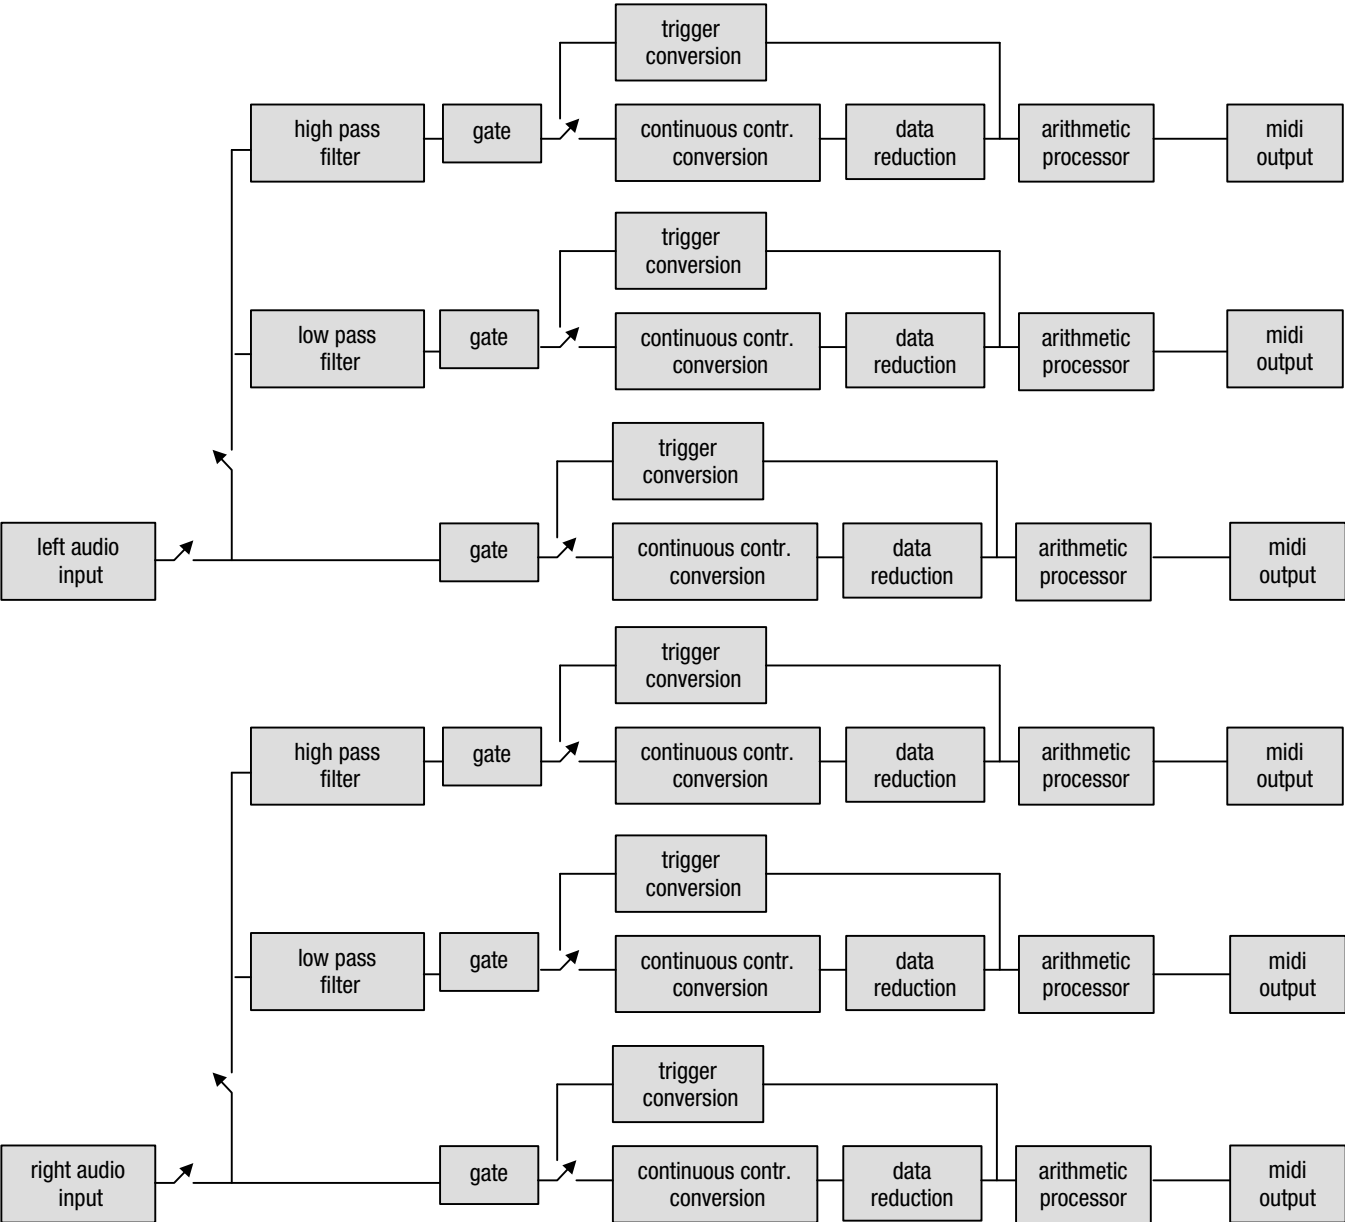 trigger
conversion
high pass
filter
gate
continuous contr.
conversion
data
reduction
arithmetic
processor
midi
output
trigger
conversion
low pass
filter
gate
continuous contr.
conversion
data
reduction
arithmetic
processor
midi
output
trigger
conversion
left audio
input
gate
continuous contr.
conversion
data
reduction
arithmetic
processor
midi
output
trigger
conversion
high pass
filter
gate
continuous contr.
conversion
data
reduction
arithmetic
processor
midi
output
trigger
conversion
low pass
filter
gate
continuous contr.
conversion
data
reduction
arithmetic
processor
midi
output
trigger
conversion
right audio
input
gate
continuous contr.
conversion
data
reduction
arithmetic
processor
midi
output